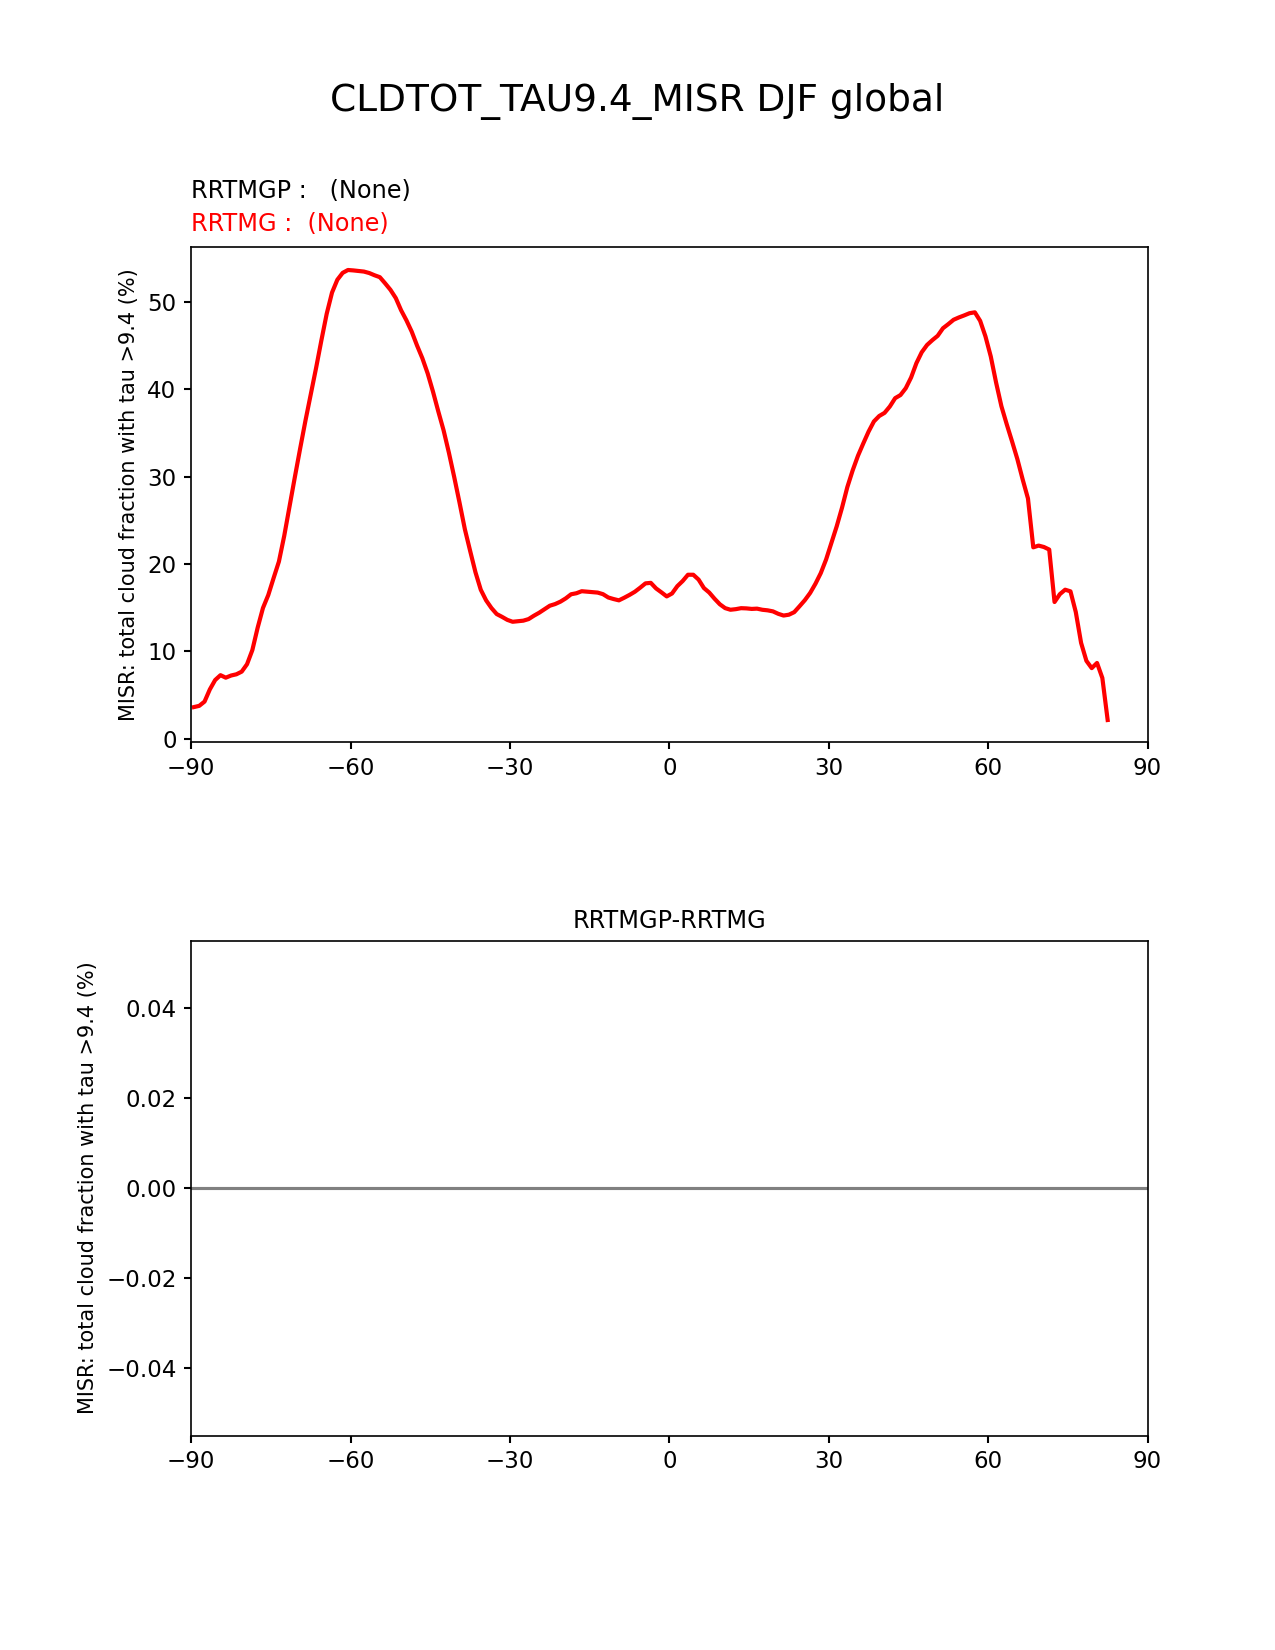 CLDTOT_TAU9.4_MISR DJF global
RRTMGP :   (None)
RRTMG :  (None)
MISR: total cloud fraction with tau >9.4 (%)
50
40
30
20
10
0
−90 −60 −30 0 30 60 90
RRTMGP-RRTMG
MISR: total cloud fraction with tau >9.4 (%)
0.04
0.02
0.00
−0.02
−0.04
−90 −60 −30 0 30 60 90